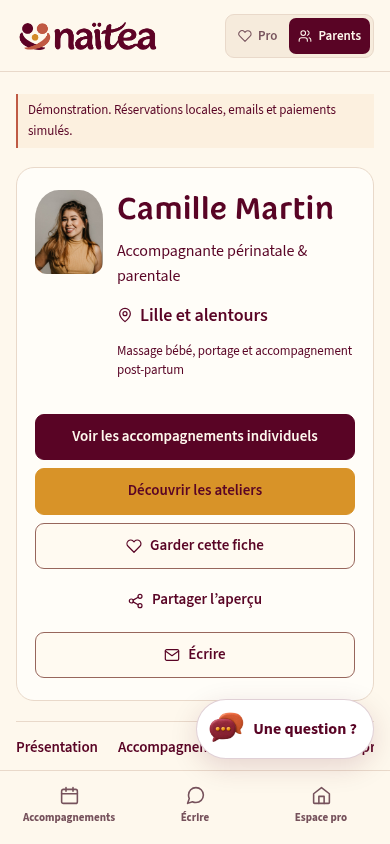 naïtea
Pro
Parents
Démonstration. Réservations locales, emails et paiements
simulés.
Camille Martin
Accompagnante périnatale &
parentale
Lille et alentours
Massage bébé, portage et accompagnement
post-partum
Voir les accompagnements individuels
Découvrir les ateliers
Garder cette fiche
Partager l’aperçu
Écrire
Une question ?
Présentation
Accompagnements
Écrire
Espace pro